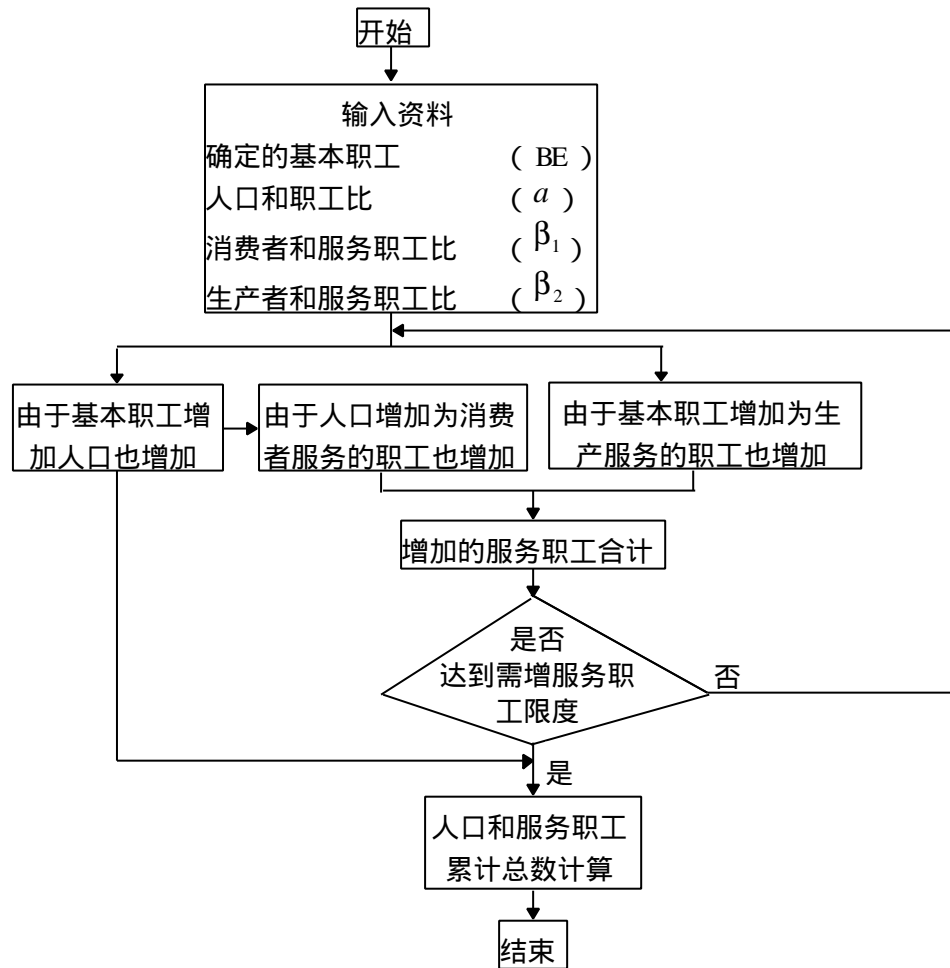 开始
输入资料
确定的基本职工 （BE）
人口和职工比 （a）
消费者和服务职工比 （β₁）
生产者和服务职工比 （β₂）
由于基本职工增
加人口也增加
由于人口增加为消费
者服务的职工也增加
由于基本职工增加为生
产服务的职工也增加
增加的服务职工合计
是否
达到需增服务职
工限度
否
是
人口和服务职工
累计总数计算
结束